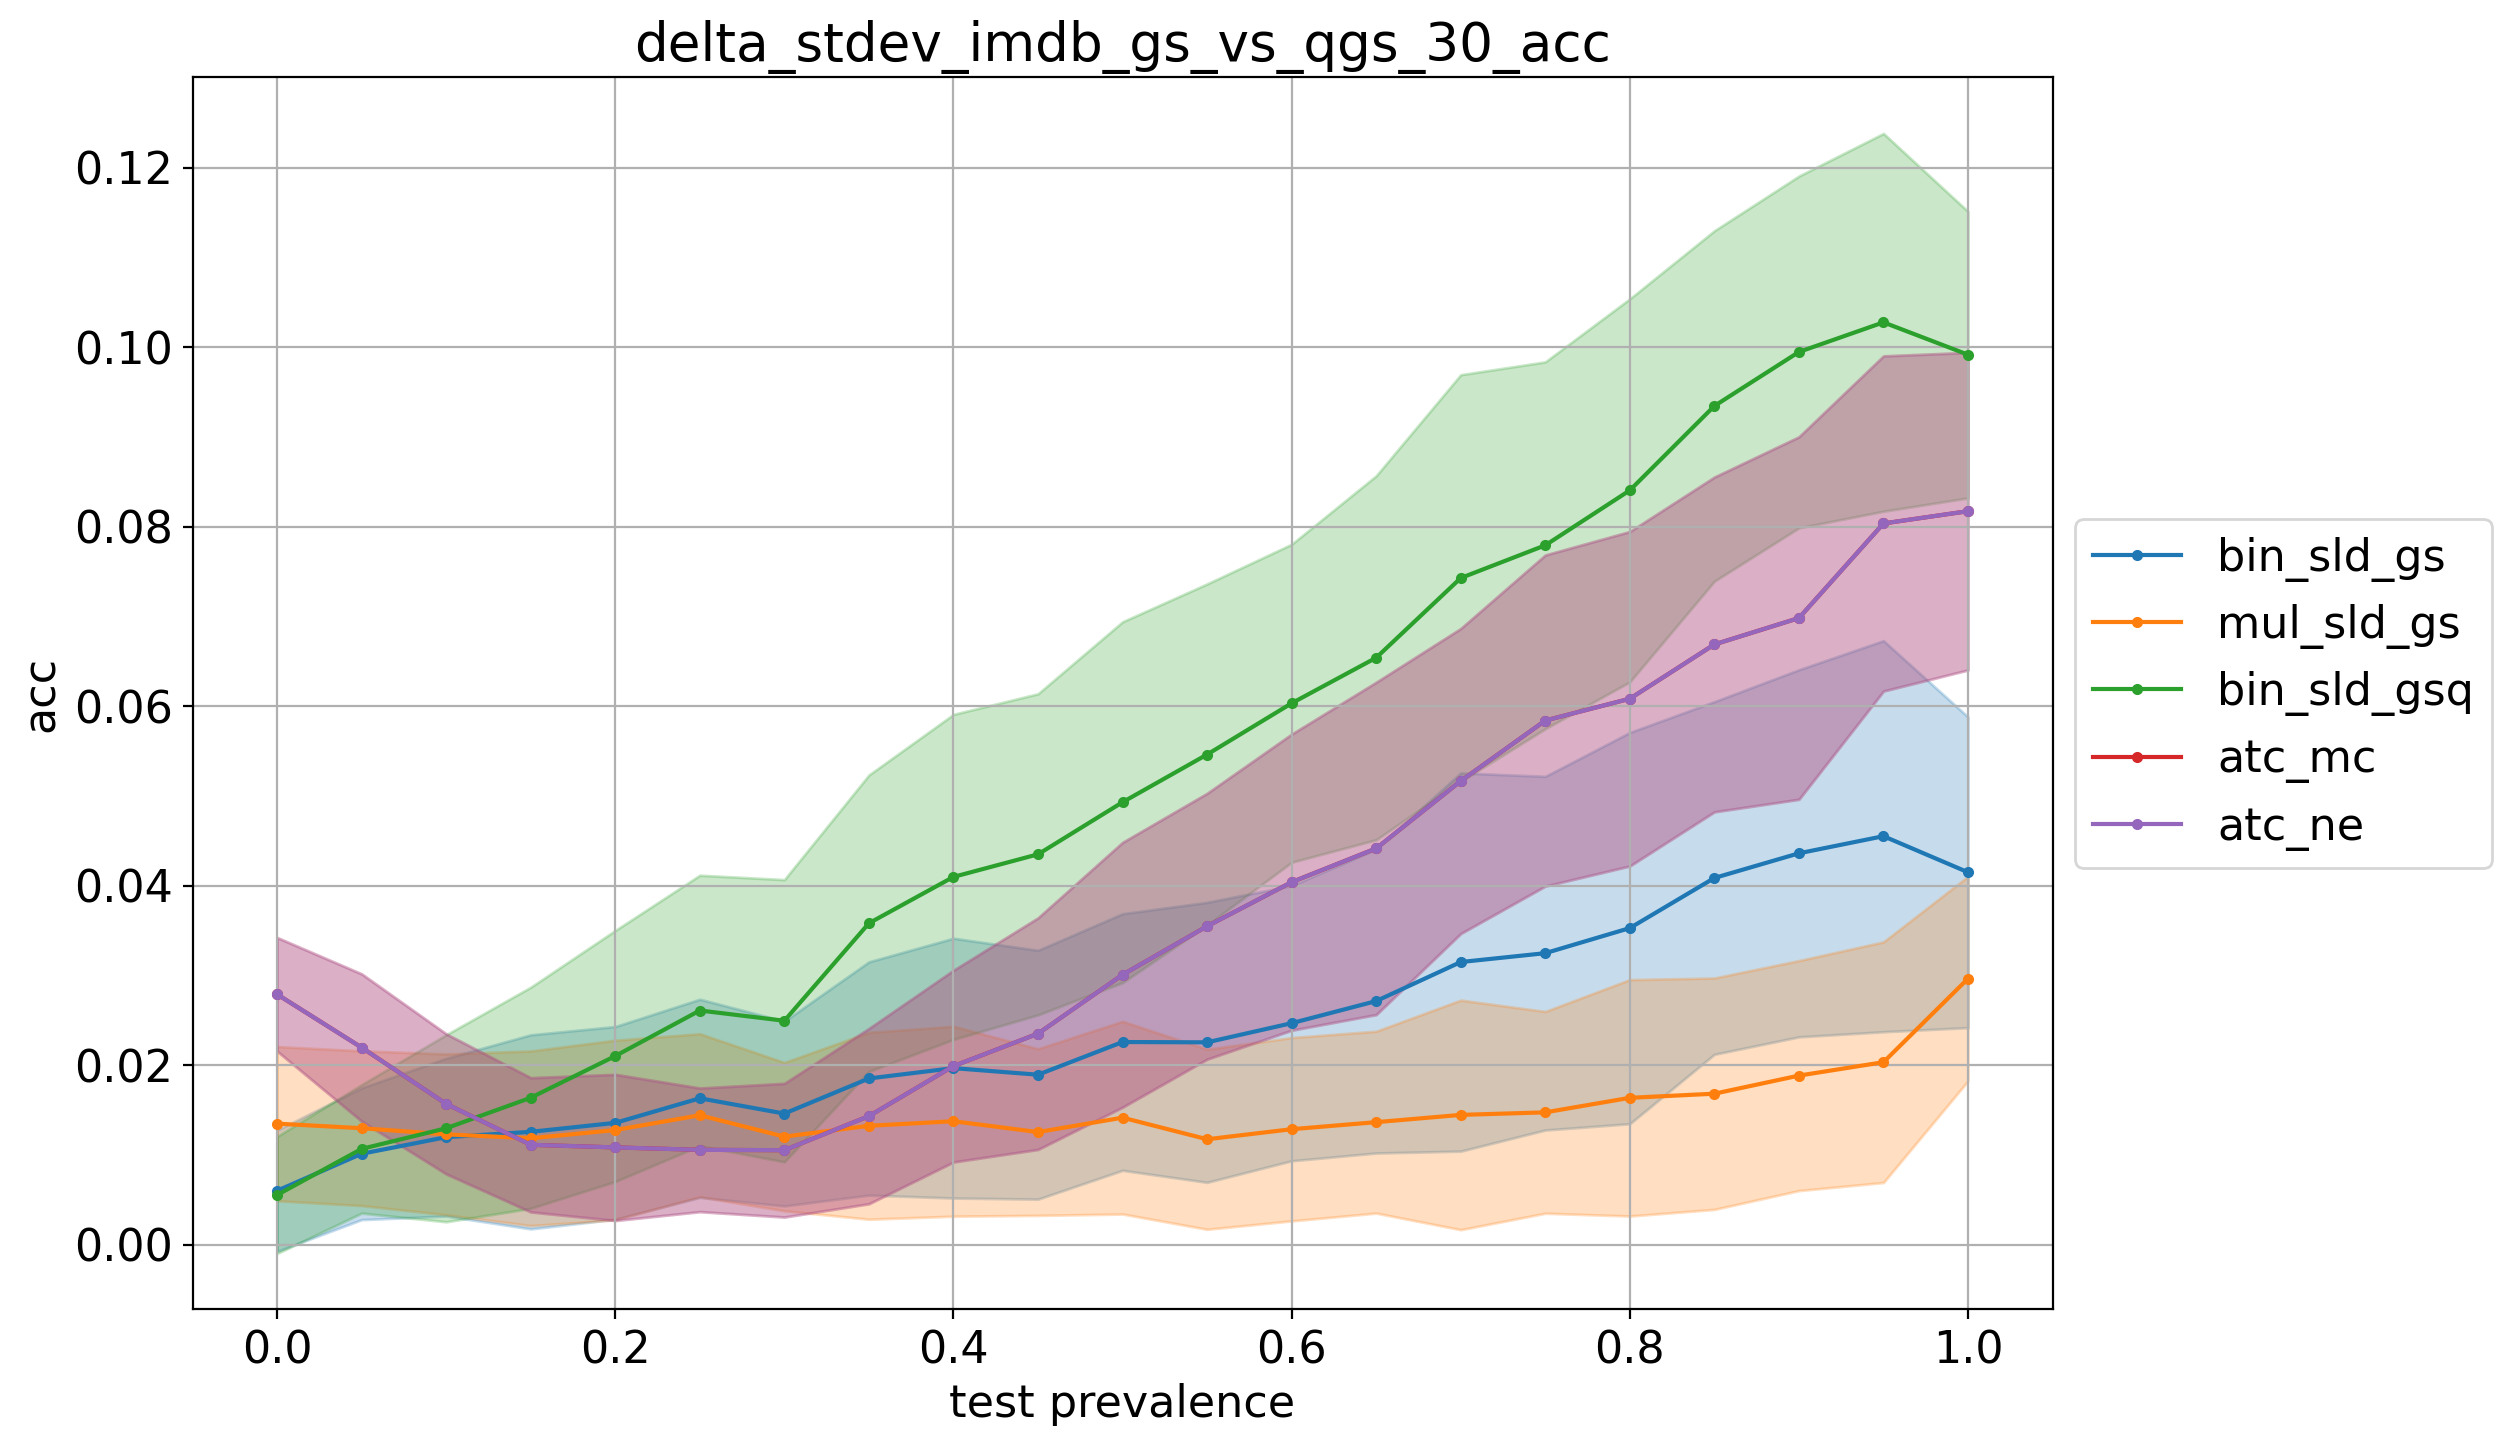 delta_stdev_imdb_gs_vs_qgs_30_acc
acc
0.12
0.10
0.08
0.06
0.04
0.02
0.00
0.0 0.2 0.4 0.6 0.8 1.0
test prevalence
bin_sld_gs
mul_sld_gs
bin_sld_gsq
atc_mc
atc_ne